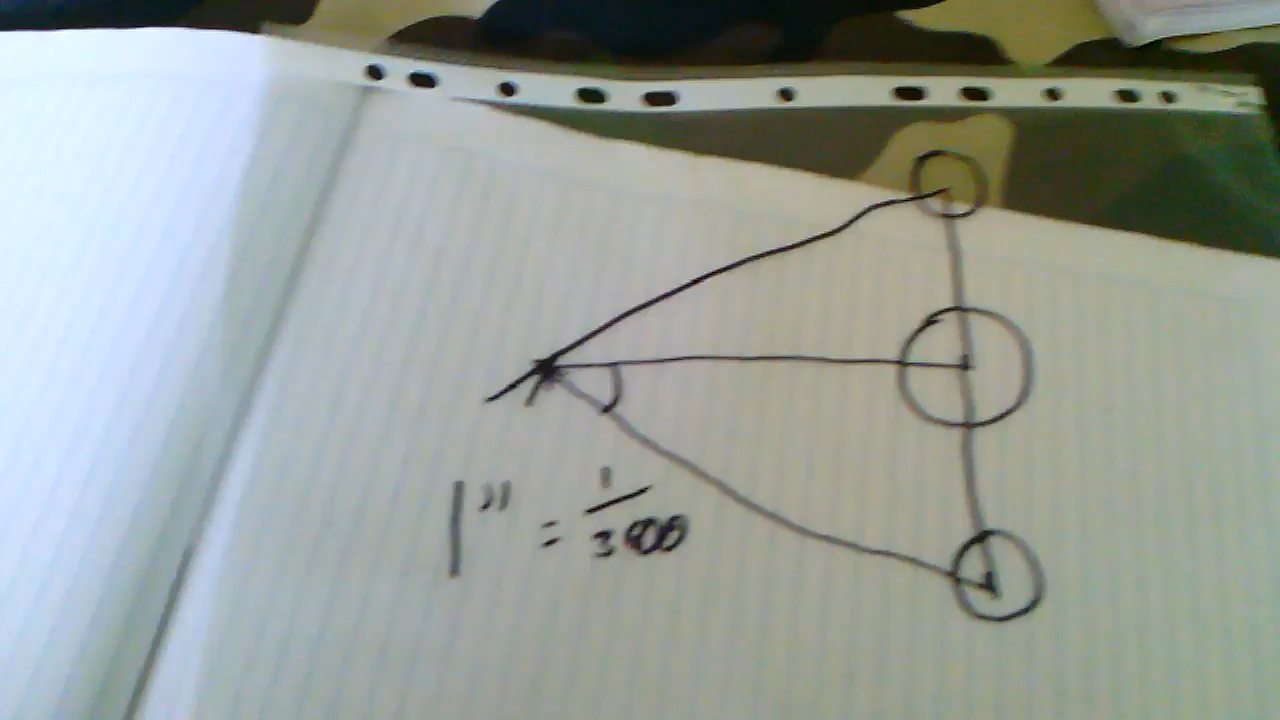 1" = 1/3600